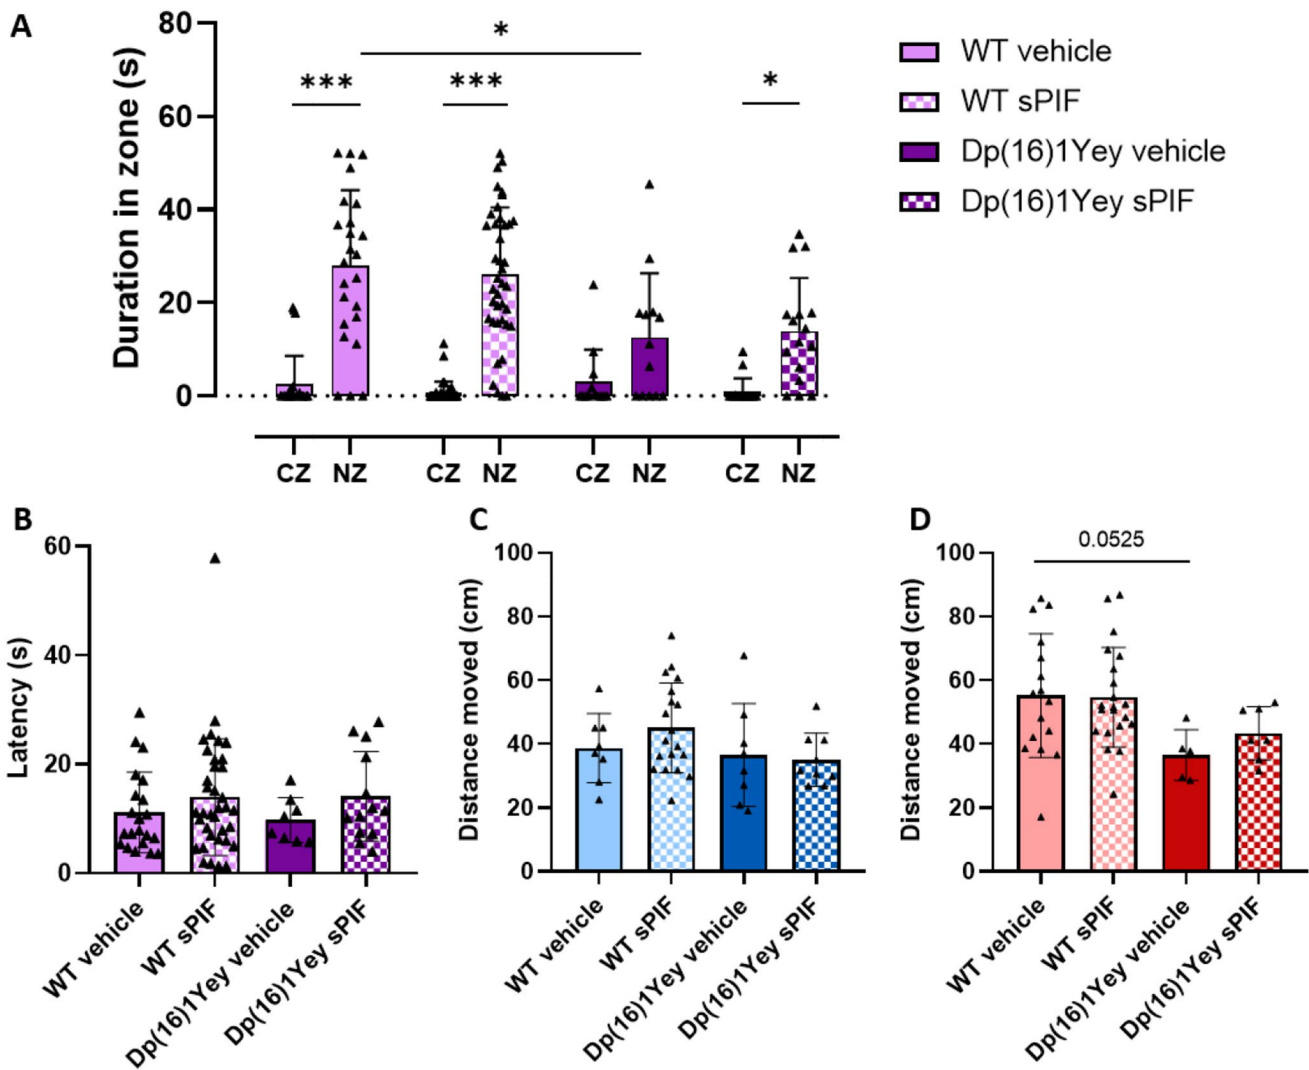 A
Duration in zone (s)
80
60
40
20
0
***
***
*
*
CZ NZ CZ NZ CZ NZ CZ NZ
WT vehicle
WT sPIF
Dp(16)1Yey vehicle
Dp(16)1Yey sPIF
B
Latency (s)
60
40
20
0
WT vehicle
WT sPIF
Dp(16)1Yey vehicle
Dp(16)1Yey sPIF
C
Distance moved (cm)
100
80
60
40
20
0
WT vehicle
WT sPIF
Dp(16)1Yey vehicle
Dp(16)1Yey sPIF
D
Distance moved (cm)
100
80
60
40
20
0
0.0525
WT vehicle
WT sPIF
Dp(16)1Yey vehicle
Dp(16)1Yey sPIF